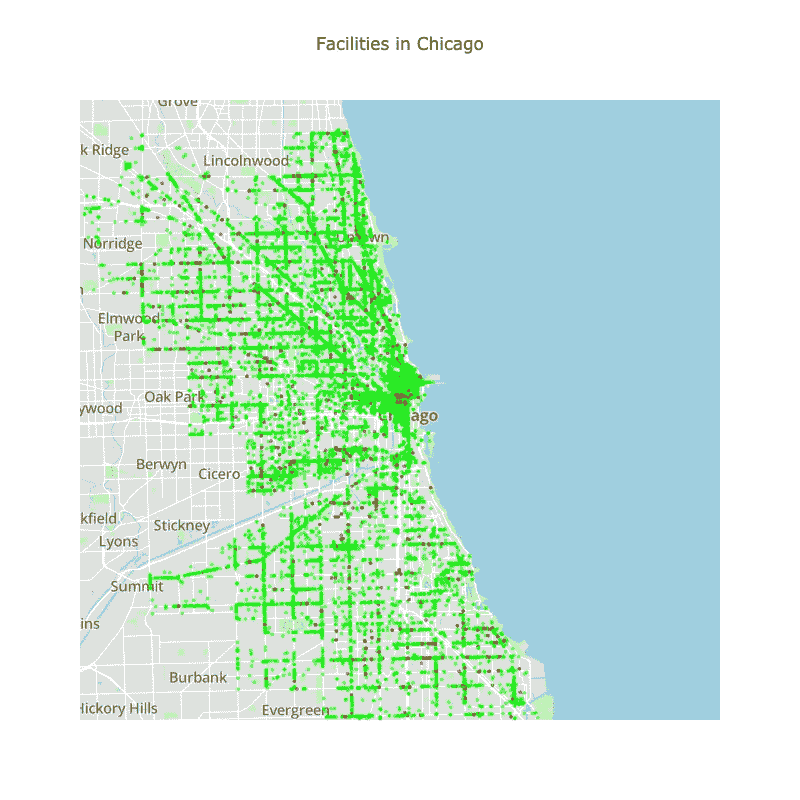 Facilities in Chicago
Grove
k Ridge
Lincolnwood
Uptown
Norridge
n
Elmwood
Park
Oak Park
ywood
Chicago
Berwyn
Cicero
kfield
Stickney
Lyons
Summit
ins
Burbank
Hickory Hills
Evergreen